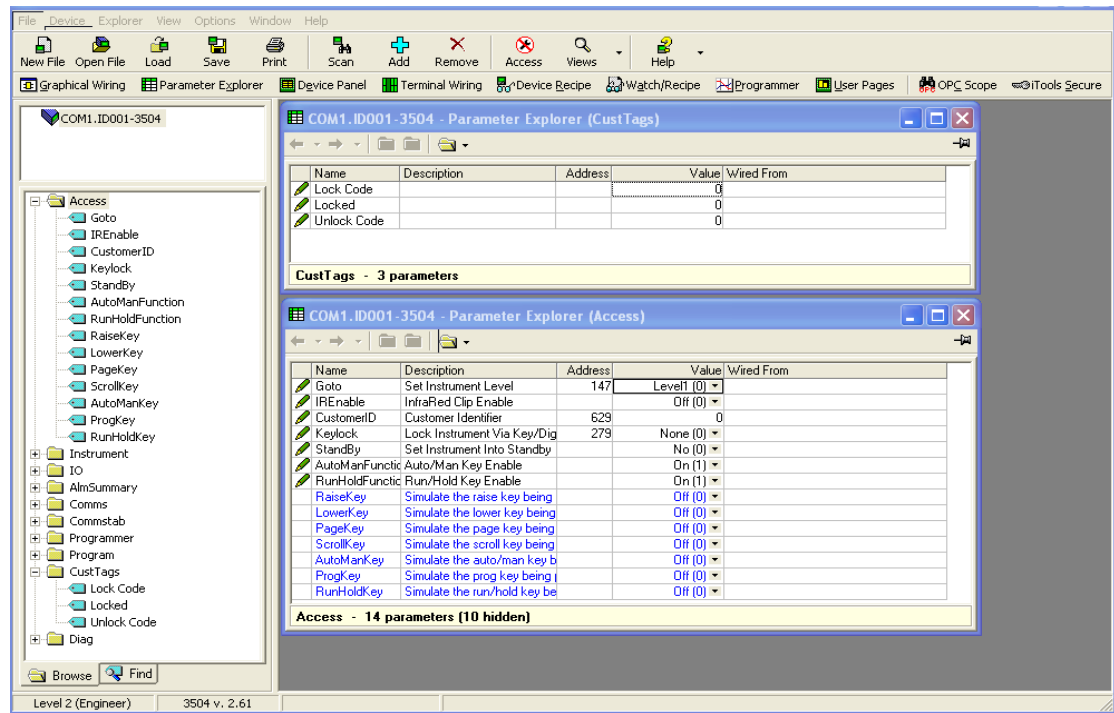 File Device Explorer View Options Window Help
New File Open File Load Save Print Scan Add Remove Access Views Help
Graphical Wiring Parameter Explorer Device Panel Terminal Wiring Device Recipe Watch/Recipe Programmer User Pages OPC Scope iTools Secure
COM1.ID001-3504
Access
Goto
IREnable
CustomerID
Keylock
StandBy
AutoManFunction
RunHoldFunction
RaiseKey
LowerKey
PageKey
ScrollKey
AutoManKey
ProgKey
RunHoldKey
Instrument
IO
AlmSummary
Comms
Commstab
Programmer
Program
CustTags
Lock Code
Locked
Unlock Code
Diag
Browse Find
COM1.ID001-3504 - Parameter Explorer (CustTags)
Name Description Address Value Wired From
Lock Code 0
Locked 0
Unlock Code 0
CustTags - 3 parameters
COM1.ID001-3504 - Parameter Explorer (Access)
Name Description Address Value Wired From
Goto Set Instrument Level 147 Level1 (0)
IREnable InfraRed Clip Enable Off (0)
CustomerID Customer Identifier 629 0
Keylock Lock Instrument Via Key/Dig 279 None (0)
StandBy Set Instrument Into Standby No (0)
AutoManFunctic Auto/Man Key Enable On (1)
RunHoldFunctic Run/Hold Key Enable On (1)
RaiseKey Simulate the raise key being Off (0)
LowerKey Simulate the lower key being Off (0)
PageKey Simulate the page key being Off (0)
ScrollKey Simulate the scroll key being Off (0)
AutoManKey Simulate the auto/man key b Off (0)
ProgKey Simulate the prog key being Off (0)
RunHoldKey Simulate the run/hold key be Off (0)
Access - 14 parameters (10 hidden)
Level 2 (Engineer) 3504 v. 2.61